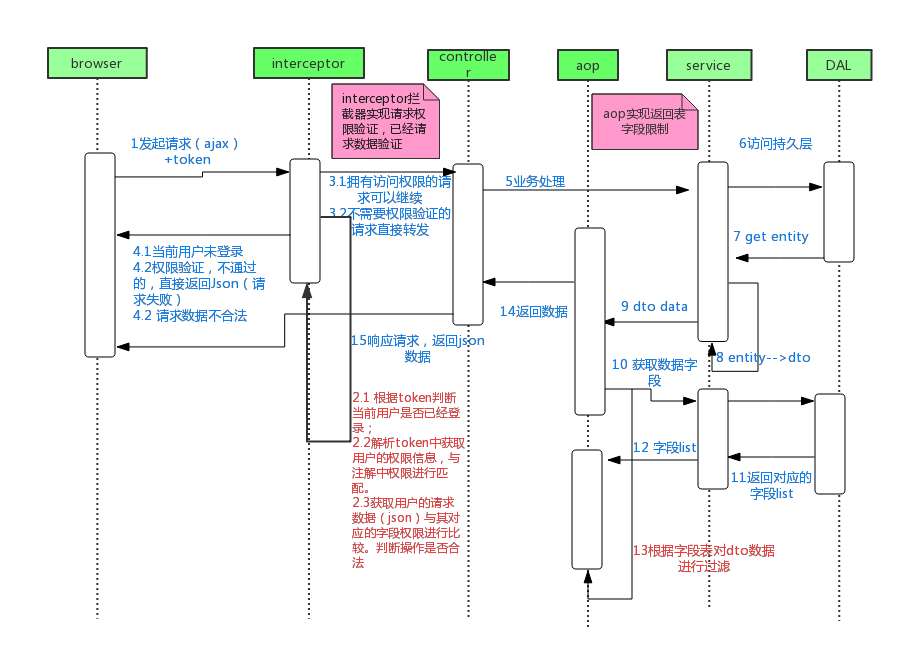 browser
interceptor
controlle
r
aop
service
DAL
interceptor拦
截器实现请求权
限验证，已经请
求数据验证
aop实现返回表
字段限制
1发起请求（ajax）
+token
6访问持久层
3.1拥有访问权限的请
求可以继续
3.2不需要权限验证的
请求直接转发
5业务处理
4.1当前用户未登录
4.2权限验证，不通过
的，直接返回Json（请
求失败）
4.2 请求数据不合法
7 get entity
14返回数据
9 dto data
15响应请求，返回json
数据
8 entity-->dto
10 获取数据字
段
2.1 根据token判断
当前用户是否已经登
录；
2.2解析token中获取
用户的权限信息，与
注解中权限进行匹
配。
2.3获取用户的请求
数据（json）与其对
应的字段权限进行比
较。判断操作是否合
法
12 字段list
11返回对应的
字段list
13根据字段表对dto数据
进行过滤